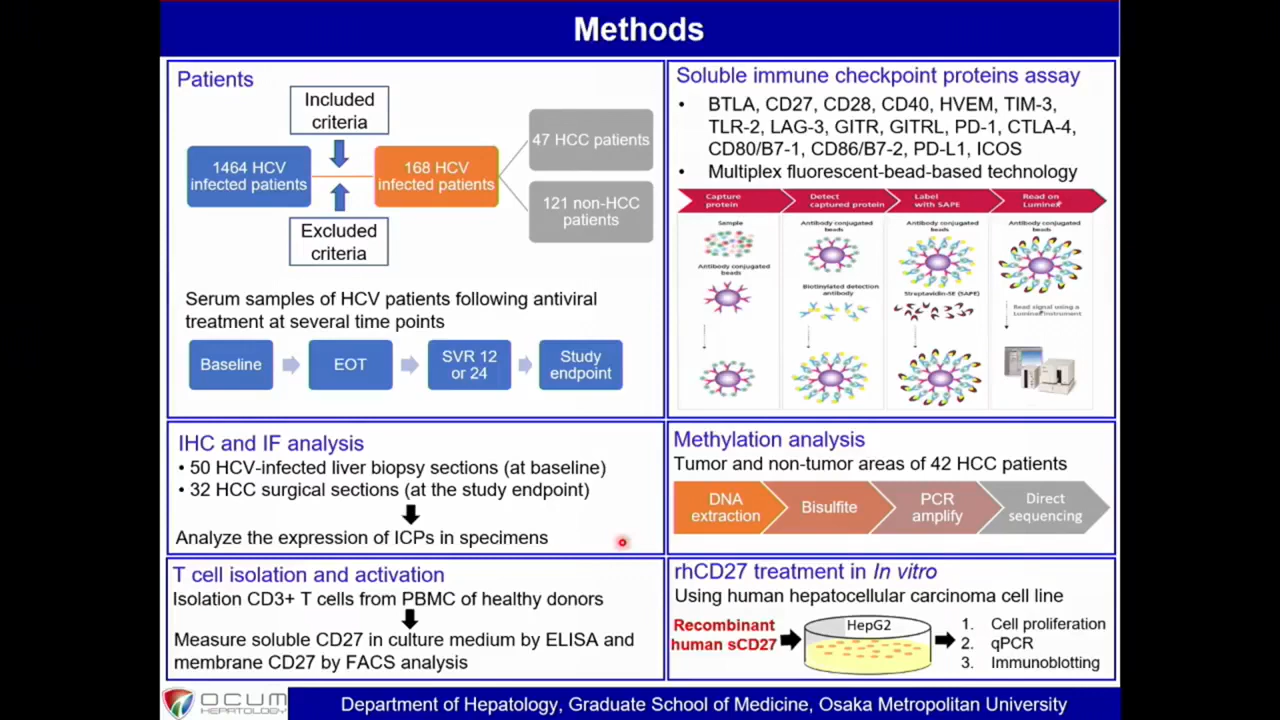 Methods
Patients
Included
criteria
1464 HCV
infected patients
168 HCV
infected patients
47 HCC patients
121 non-HCC
patients
Excluded
criteria
Serum samples of HCV patients following antiviral
treatment at several time points
Baseline
EOT
SVR 12
or 24
Study
endpoint
Soluble immune checkpoint proteins assay
• BTLA, CD27, CD28, CD40, HVEM, TIM-3,
TLR-2, LAG-3, GITR, GITRL, PD-1, CTLA-4,
CD80/B7-1, CD86/B7-2, PD-L1, ICOS
• Multiplex fluorescent-bead-based technology
Capture
protein
Detect
captured protein
Label
with SAPE
Read on
Luminex
Sample
Antibody conjugated
beads
Antibody conjugated
beads
Biotinylated detection
antibody
Antibody conjugated
beads
Streptavidin-SE (SAPE)
Antibody conjugated
beads
Read signal using a
Luminex instrument
IHC and IF analysis
• 50 HCV-infected liver biopsy sections (at baseline)
• 32 HCC surgical sections (at the study endpoint)
Analyze the expression of ICPs in specimens
Methylation analysis
Tumor and non-tumor areas of 42 HCC patients
DNA
extraction
Bisulfite
PCR
amplify
Direct
sequencing
T cell isolation and activation
Isolation CD3+ T cells from PBMC of healthy donors
Measure soluble CD27 in culture medium by ELISA and
membrane CD27 by FACS analysis
rhCD27 treatment in In vitro
Using human hepatocellular carcinoma cell line
Recombinant
human sCD27
HepG2
1. Cell proliferation
2. qPCR
3. Immunoblotting
OCUM
HEPATOLOGY
Department of Hepatology, Graduate School of Medicine, Osaka Metropolitan University